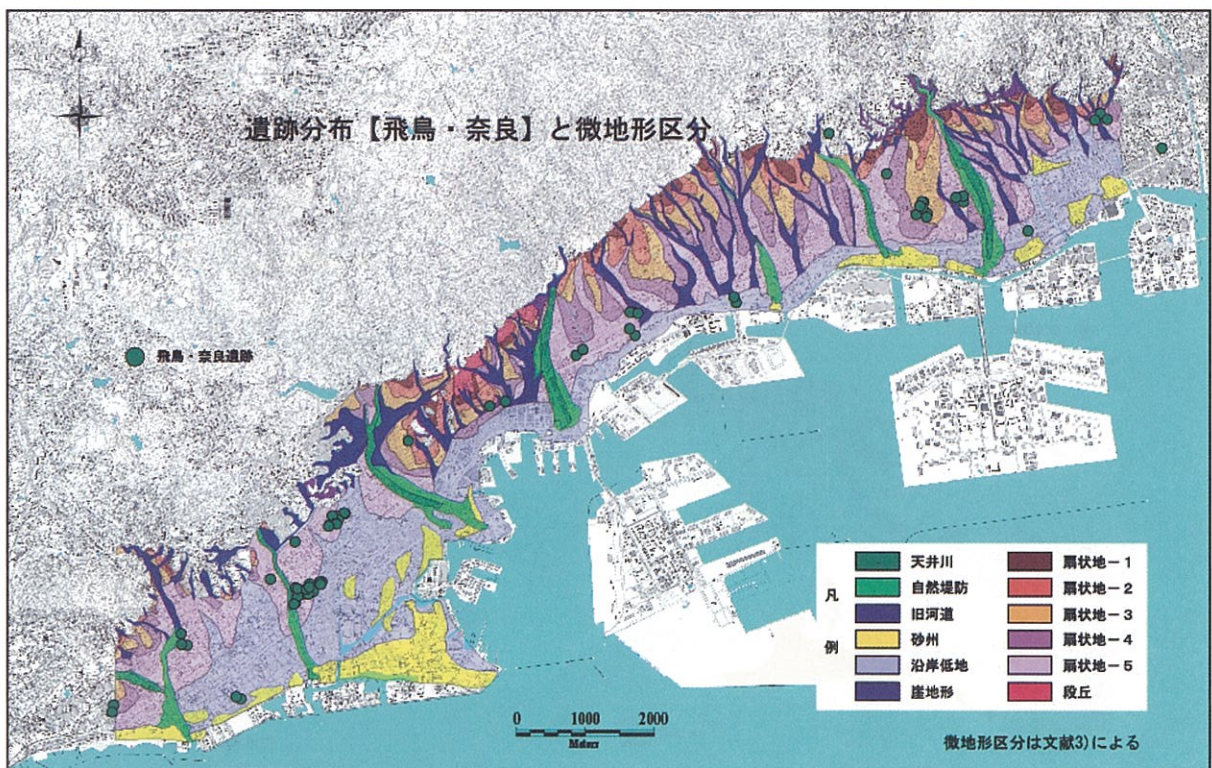 遺跡分布【飛鳥・奈良】と微地形区分
飛鳥・奈良遺跡
凡
例
天井川
自然堤防
旧河道
砂州
沿岸低地
崖地形
扇状地－1
扇状地－2
扇状地－3
扇状地－4
扇状地－5
段丘
0 1000 2000
Meters
微地形区分は文献3)による